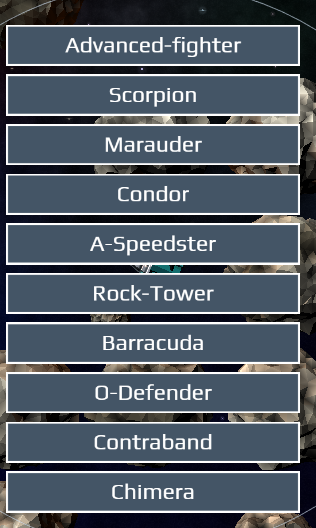 Advanced-fighter
Scorpion
Marauder
Condor
A-Speedster
Rock-Tower
Barracuda
O-Defender
Contraband
Chimera